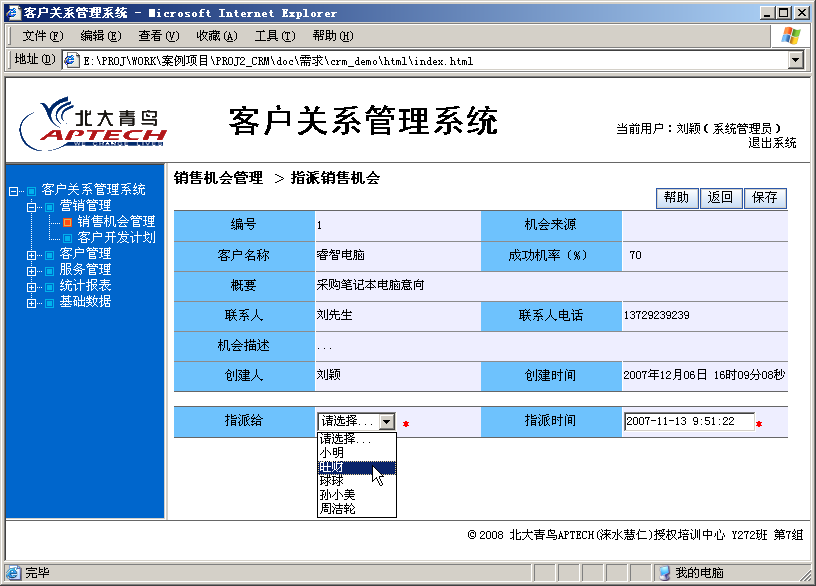 客户关系管理系统 - Microsoft Internet Explorer
文件(F) 编辑(E) 查看(V) 收藏(A) 工具(T) 帮助(H)
地址(D) E:\PROJ\WORK\案例项目\PROJ2_CRM\doc\需求\crm_demo\html\index.html
北大青鸟
APTECH
WE CHANGE LIVES
客户关系管理系统
当前用户：刘颖(系统管理员)
退出系统
客户关系管理系统
营销管理
销售机会管理
客户开发计划
客户管理
服务管理
统计报表
基础数据
销售机会管理 > 指派销售机会
帮助 返回 保存
编号 1 机会来源
客户名称 睿智电脑 成功机率（%） 70
概要 采购笔记本电脑意向
联系人 刘先生 联系人电话 13729239239
机会描述 ...
创建人 刘颖 创建时间 2007年12月06日 16时09分08秒
指派给 请选择... * 指派时间 2007-11-13 9:51:22 *
请选择...
小明
旺财
球球
孙小美
周洁轮
©2008 北大青鸟APTECH(涞水慧仁)授权培训中心 Y272班 第7组
完毕 我的电脑